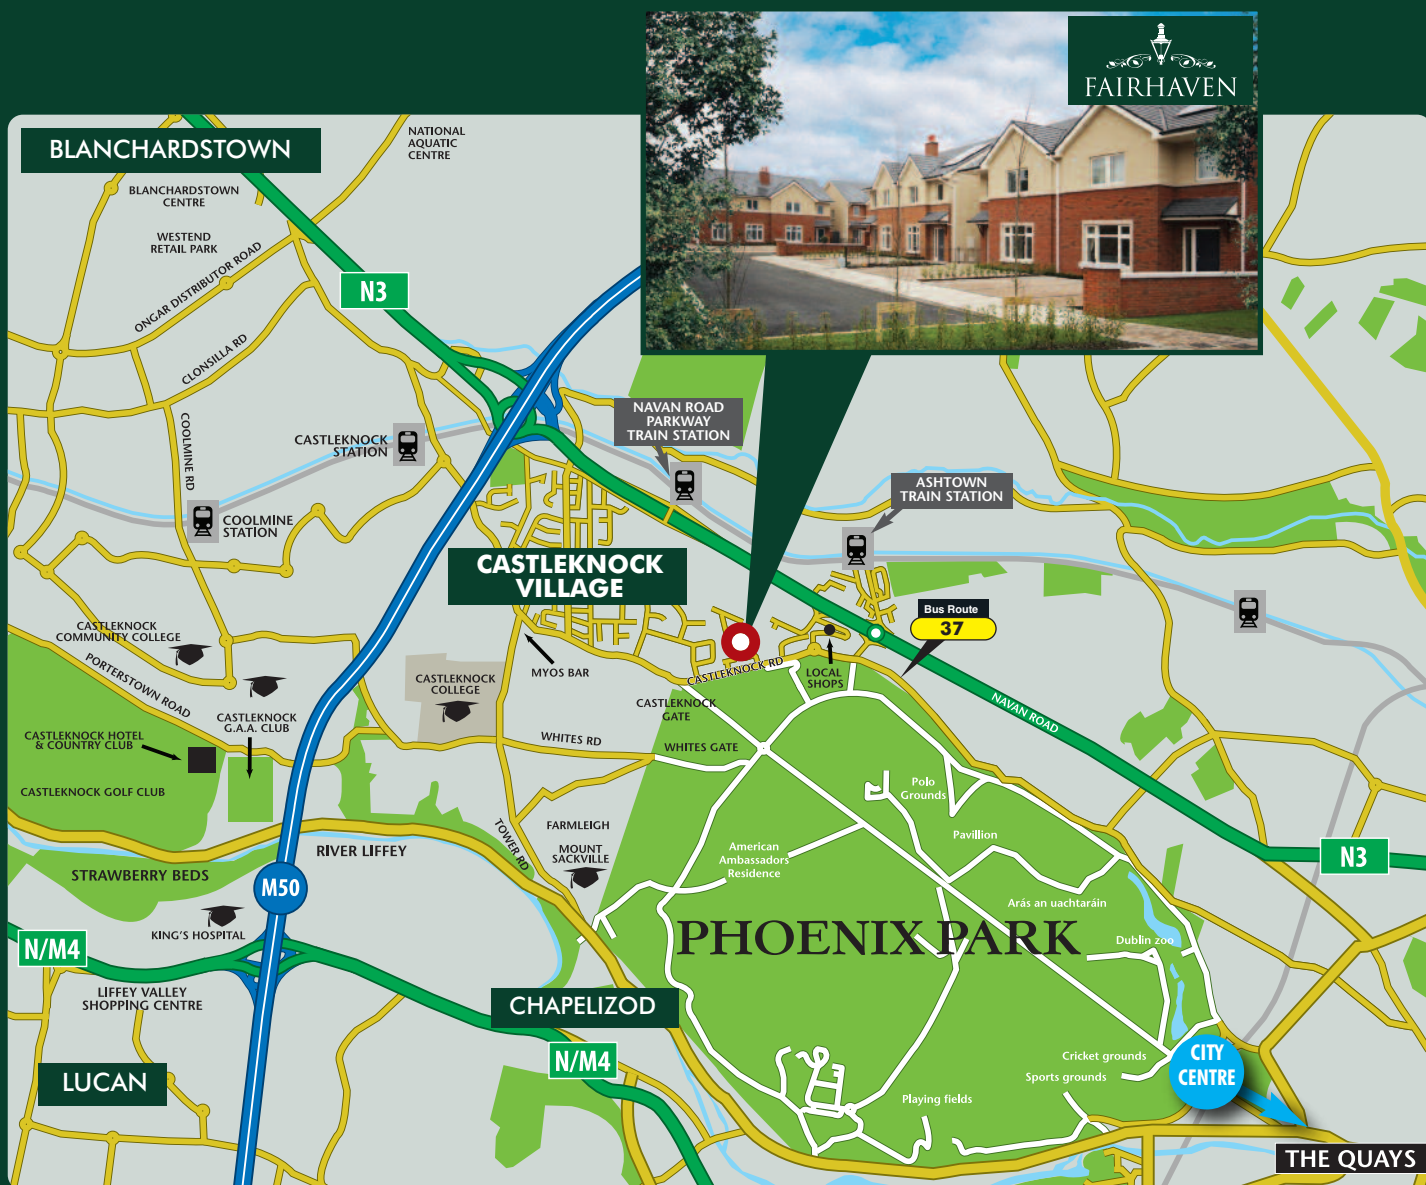 FAIRHAVEN
BLANCHARDSTOWN
NATIONAL
AQUATIC
CENTRE
BLANCHARDSTOWN
CENTRE
WESTEND
RETAIL PARK
ONGAR DISTRIBUTOR ROAD
N3
CLONSILLA RD
COOLMINE RD
CASTLEKNOCK
STATION
NAVAN ROAD
PARKWAY
TRAIN STATION
ASHTOWN
TRAIN STATION
COOLMINE
STATION
CASTLEKNOCK
VILLAGE
Bus Route
37
CASTLEKNOCK
COMMUNITY COLLEGE
PORTERSTOWN ROAD
MYOS BAR
CASTLEKNOCK RD
LOCAL
SHOPS
CASTLEKNOCK
COLLEGE
CASTLEKNOCK
GATE
NAVAN ROAD
CASTLEKNOCK
G.A.A. CLUB
CASTLEKNOCK HOTEL
& COUNTRY CLUB
WHITES RD
WHITES GATE
CASTLEKNOCK GOLF CLUB
Polo
Grounds
TOWER RD
FARMLEIGH
Pavillion
RIVER LIFFEY
MOUNT
SACKVILLE
American
Ambassadors
Residence
N3
STRAWBERRY BEDS
M50
Arás an uachtaráin
KING'S HOSPITAL
PHOENIX PARK
Dublin zoo
N/M4
LIFFEY VALLEY
SHOPPING CENTRE
CHAPELIZOD
N/M4
Cricket grounds
CITY
CENTRE
LUCAN
Sports grounds
Playing fields
THE QUAYS